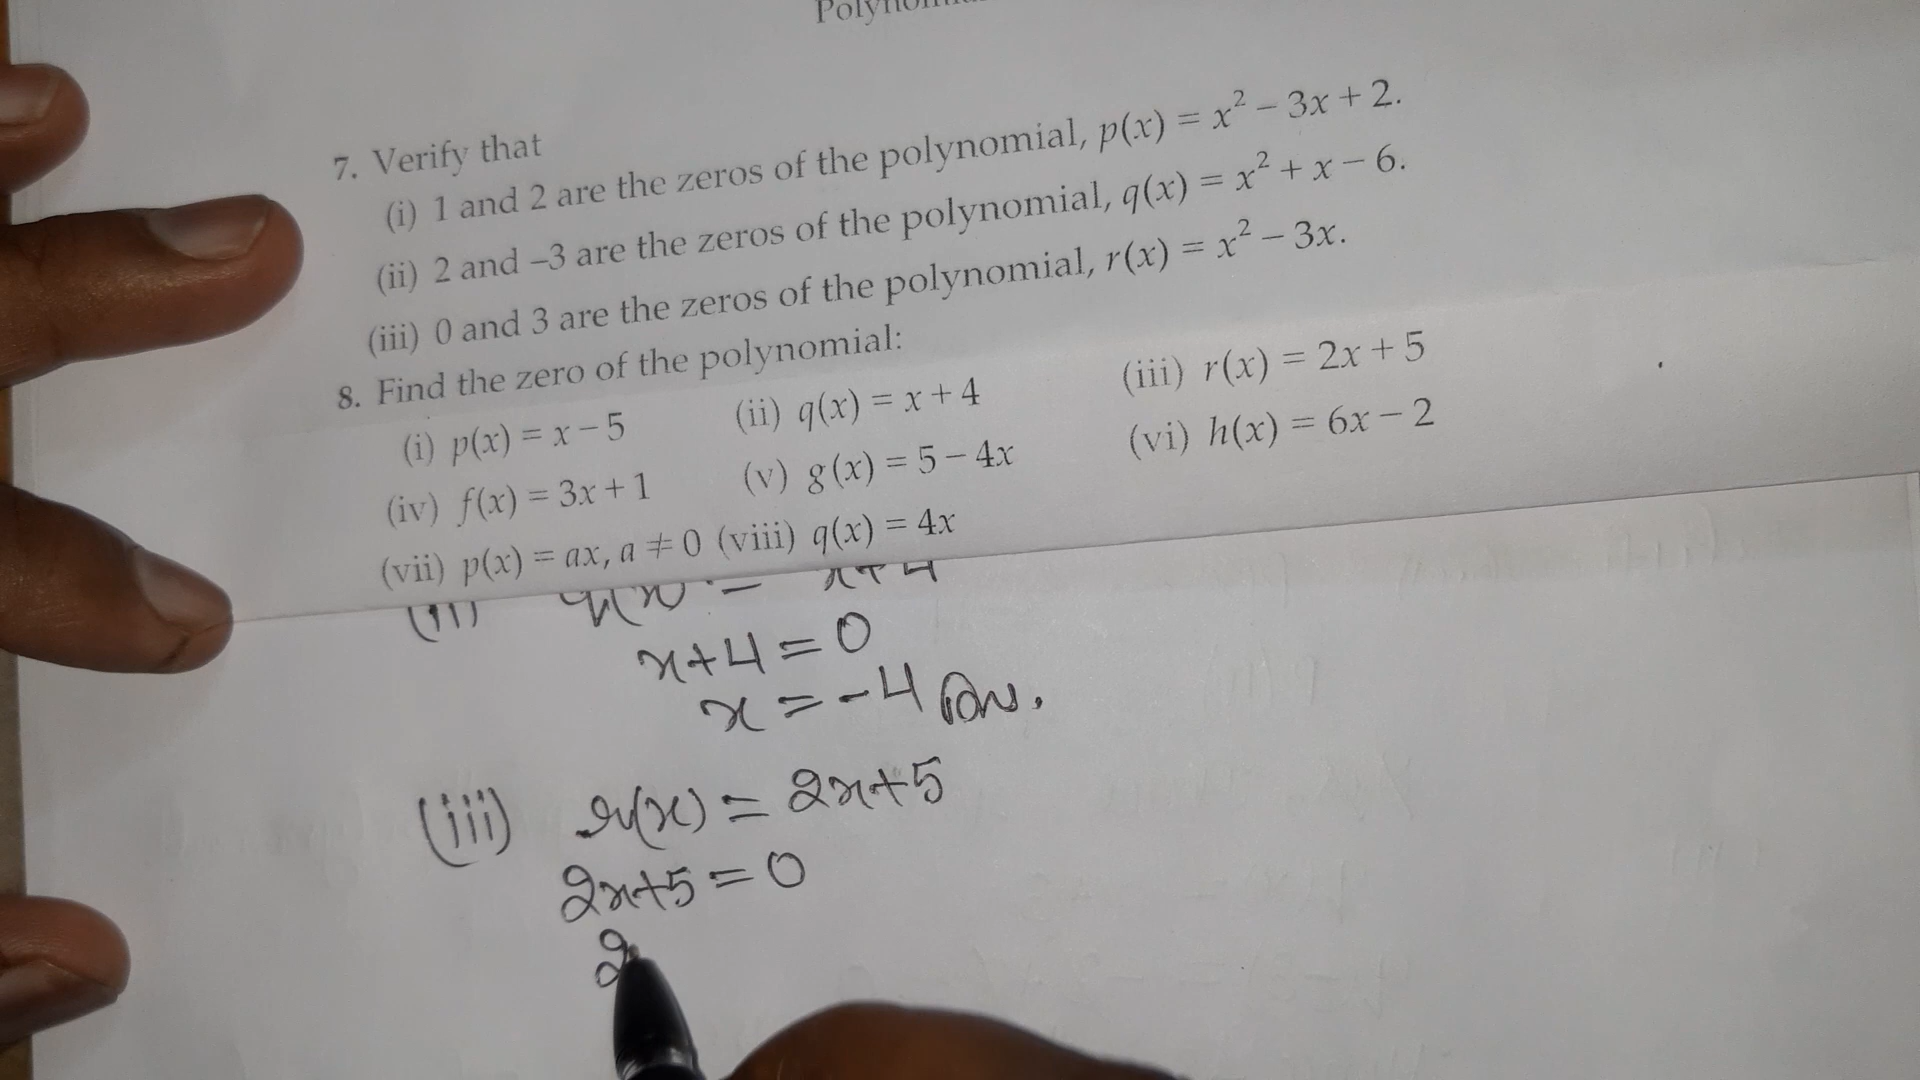 7. Verify that
(i) 1 and 2 are the zeros of the polynomial, p(x) = x² – 3x + 2.
(ii) 2 and –3 are the zeros of the polynomial, q(x) = x² + x – 6.
(iii) 0 and 3 are the zeros of the polynomial, r(x) = x² – 3x.
8. Find the zero of the polynomial:
(i) p(x) = x – 5 (ii) q(x) = x + 4 (iii) r(x) = 2x + 5
(iv) f(x) = 3x + 1 (v) g(x) = 5 – 4x (vi) h(x) = 6x – 2
(vii) p(x) = ax, a ≠ 0 (viii) q(x) = 4x
q(x) = x+4
x+4=0
x = -4 Ans.
(iii) r(x) = 2x+5
2x+5=0
2